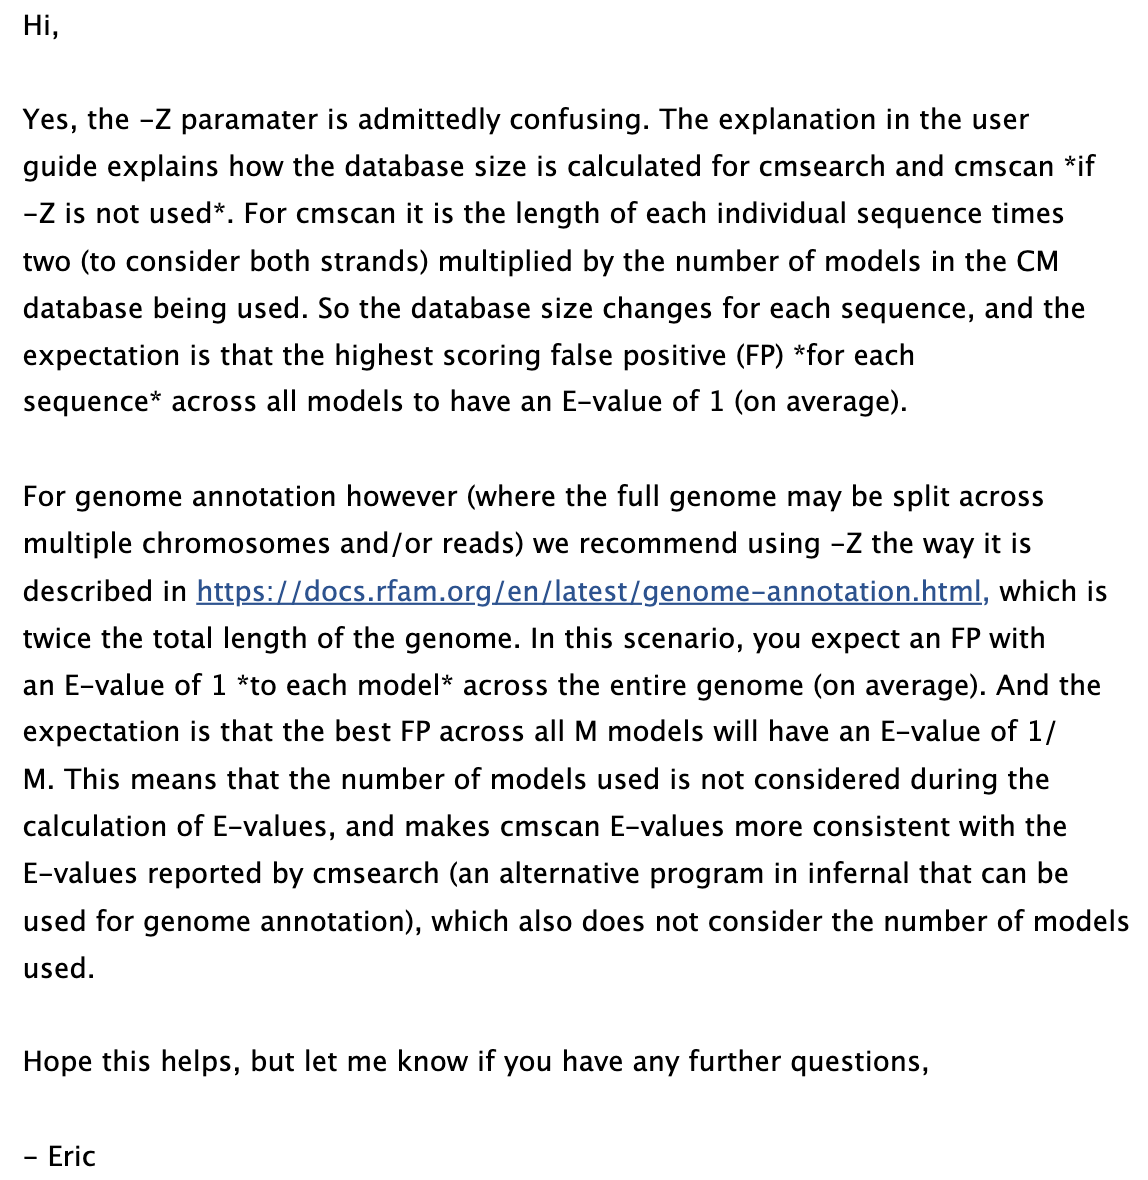 Hi,
Yes, the -Z paramater is admittedly confusing. The explanation in the user
guide explains how the database size is calculated for cmsearch and cmscan *if
-Z is not used*. For cmscan it is the length of each individual sequence times
two (to consider both strands) multiplied by the number of models in the CM
database being used. So the database size changes for each sequence, and the
expectation is that the highest scoring false positive (FP) *for each
sequence* across all models to have an E-value of 1 (on average).
For genome annotation however (where the full genome may be split across
multiple chromosomes and/or reads) we recommend using -Z the way it is
described in https://docs.rfam.org/en/latest/genome-annotation.html, which is
twice the total length of the genome. In this scenario, you expect an FP with
an E-value of 1 *to each model* across the entire genome (on average). And the
expectation is that the best FP across all M models will have an E-value of 1/
M. This means that the number of models used is not considered during the
calculation of E-values, and makes cmscan E-values more consistent with the
E-values reported by cmsearch (an alternative program in infernal that can be
used for genome annotation), which also does not consider the number of models
used.
Hope this helps, but let me know if you have any further questions,
- Eric